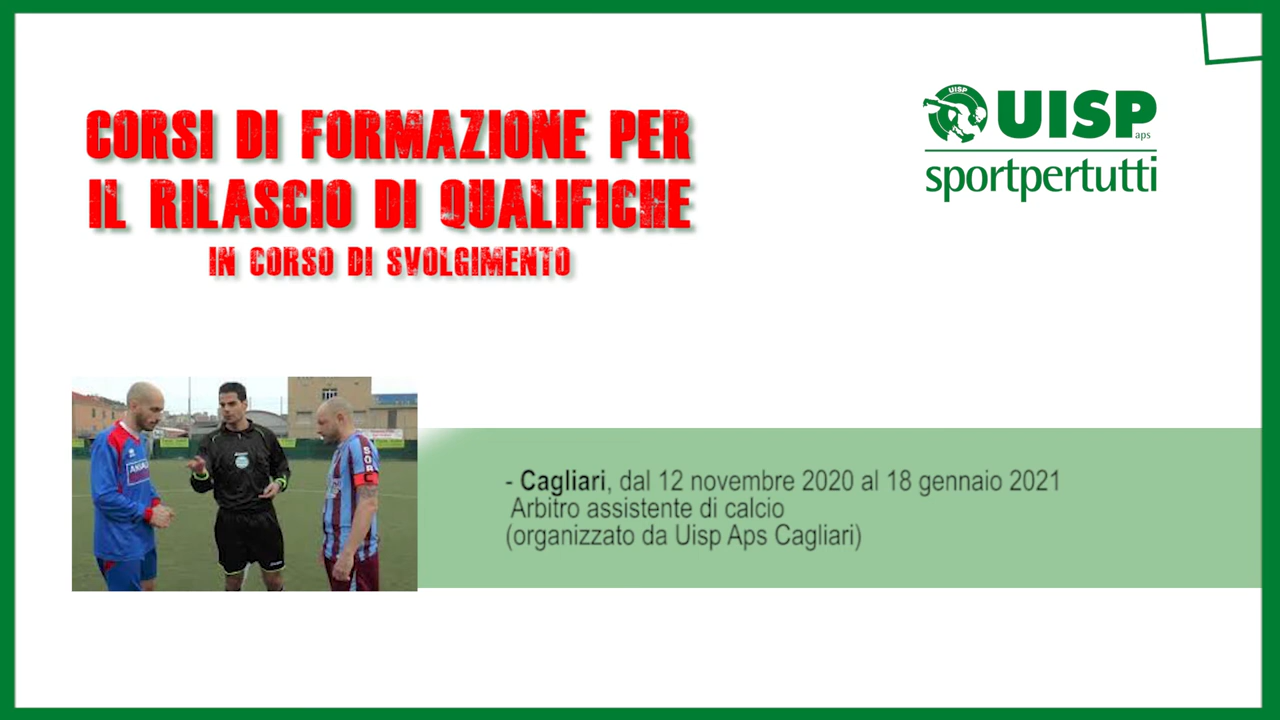 CORSI DI FORMAZIONE PER
IL RILASCIO DI QUALIFICHE
IN CORSO DI SVOLGIMENTO
UISP
UISP
aps
sportpertutti
SOR
- Cagliari, dal 12 novembre 2020 al 18 gennaio 2021
Arbitro assistente di calcio
(organizzato da Uisp Aps Cagliari)